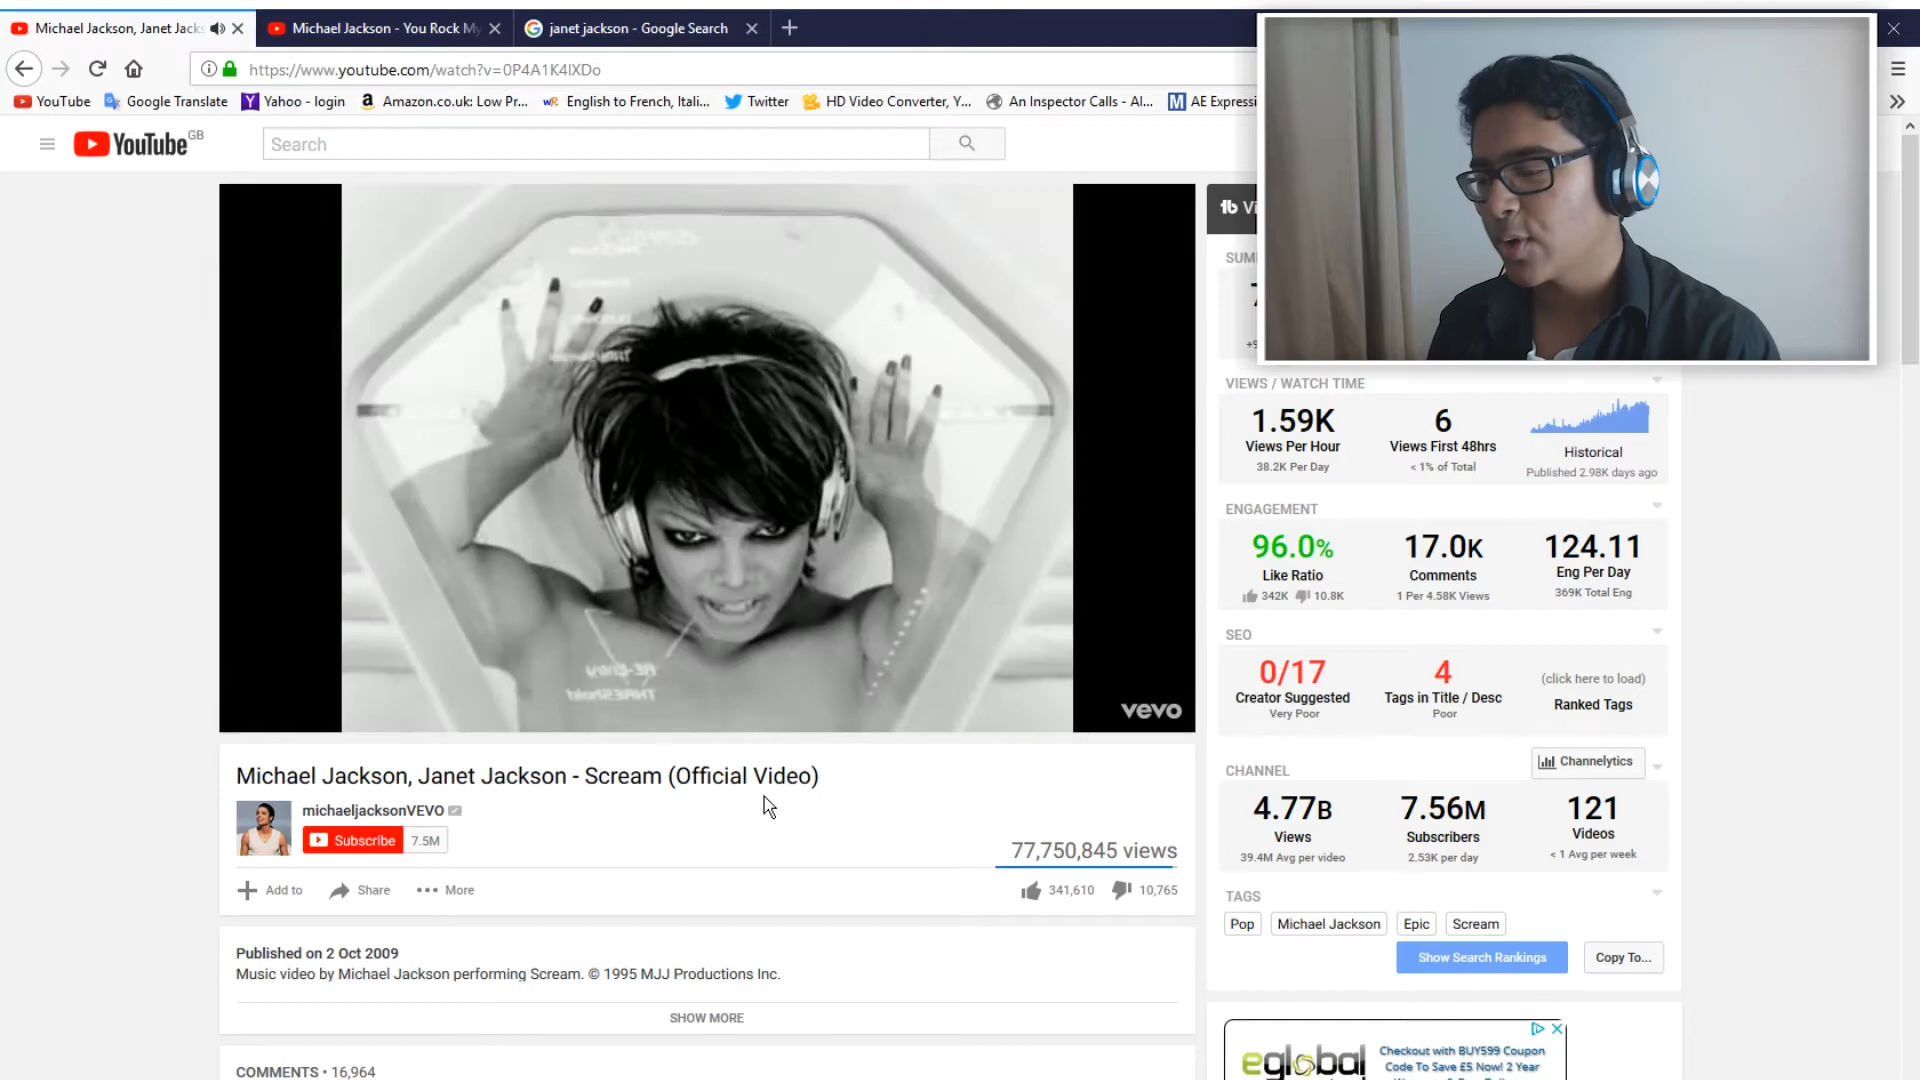 Michael Jackson, Janet Jacks
Michael Jackson - You Rock My
janet jackson - Google Search
https://www.youtube.com/watch?v=0P4A1K4lXDo
YouTube
Google Translate
Yahoo - login
Amazon.co.uk: Low Pr...
English to French, Itali...
Twitter
HD Video Converter, Y...
An Inspector Calls - Al...
AE Expressi
YouTube GB
Search
Vi
SUM
VIEWS / WATCH TIME
1.59K
Views Per Hour
38.2K Per Day
6
Views First 48hrs
< 1% of Total
Historical
Published 2.98K days ago
ENGAGEMENT
96.0%
Like Ratio
342K 10.8K
17.0K
Comments
1 Per 4.58K Views
124.11
Eng Per Day
369K Total Eng
SEO
0/17
Creator Suggested
Very Poor
4
Tags in Title / Desc
Poor
(click here to load)
Ranked Tags
CHANNEL
Channelytics
4.77B
Views
39.4M Avg per video
7.56M
Subscribers
2.53K per day
121
Videos
< 1 Avg per week
TAGS
Pop
Michael Jackson
Epic
Scream
Show Search Rankings
Copy To...
vevo
Michael Jackson, Janet Jackson - Scream (Official Video)
michaeljacksonVEVO
Subscribe 7.5M
77,750,845 views
Add to
Share
More
341,610
10,765
Published on 2 Oct 2009
Music video by Michael Jackson performing Scream. © 1995 MJJ Productions Inc.
SHOW MORE
COMMENTS • 16,964
eglobal
Checkout with BUY599 Coupon
Code To Save £5 Now! 2 Year